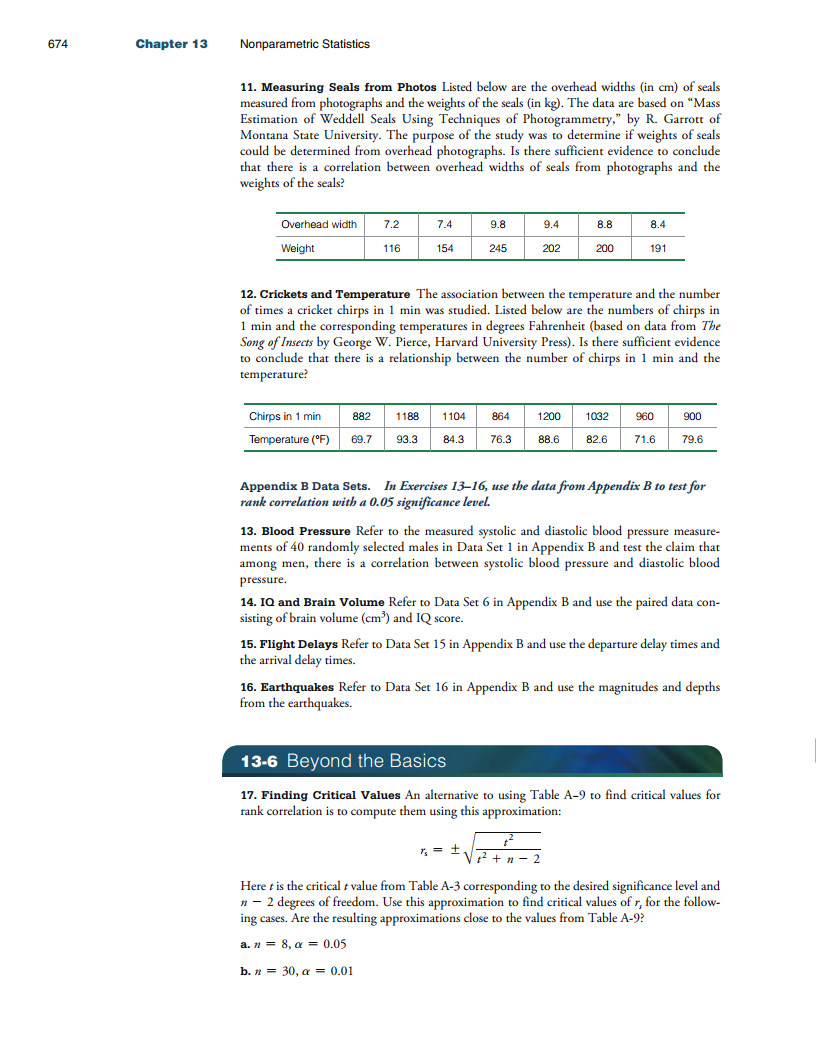 674 Chapter 13 Nonparametric Statistics
11. Measuring Seals from Photos Listed below are the overhead widths (in cm) of seals
measured from photographs and the weights of the seals (in kg). The data are based on “Mass
Estimation of Weddell Seals Using Techniques of Photogrammetry,” by R. Garrott of
Montana State University. The purpose of the study was to determine if weights of seals
could be determined from overhead photographs. Is there sufficient evidence to conclude
that there is a correlation between overhead widths of seals from photographs and the
weights of the seals?
Overhead width 7.2 7.4 9.8 9.4 8.8 8.4
Weight 116 154 245 202 200 191
12. Crickets and Temperature The association between the temperature and the number
of times a cricket chirps in 1 min was studied. Listed below are the numbers of chirps in
1 min and the corresponding temperatures in degrees Fahrenheit (based on data from The
Song of Insects by George W. Pierce, Harvard University Press). Is there sufficient evidence
to conclude that there is a relationship between the number of chirps in 1 min and the
temperature?
Chirps in 1 min 882 1188 1104 864 1200 1032 960 900
Temperature (°F) 69.7 93.3 84.3 76.3 88.6 82.6 71.6 79.6
Appendix B Data Sets. In Exercises 13–16, use the data from Appendix B to test for
rank correlation with a 0.05 significance level.
13. Blood Pressure Refer to the measured systolic and diastolic blood pressure measure-
ments of 40 randomly selected males in Data Set 1 in Appendix B and test the claim that
among men, there is a correlation between systolic blood pressure and diastolic blood
pressure.
14. IQ and Brain Volume Refer to Data Set 6 in Appendix B and use the paired data con-
sisting of brain volume (cm³) and IQ score.
15. Flight Delays Refer to Data Set 15 in Appendix B and use the departure delay times and
the arrival delay times.
16. Earthquakes Refer to Data Set 16 in Appendix B and use the magnitudes and depths
from the earthquakes.
13-6 Beyond the Basics
17. Finding Critical Values An alternative to using Table A-9 to find critical values for
rank correlation is to compute them using this approximation:
rₛ = ± √(t² / (t² + n − 2))
Here t is the critical t value from Table A-3 corresponding to the desired significance level and
n − 2 degrees of freedom. Use this approximation to find critical values of rₛ for the follow-
ing cases. Are the resulting approximations close to the values from Table A-9?
a. n = 8, α = 0.05
b. n = 30, α = 0.01